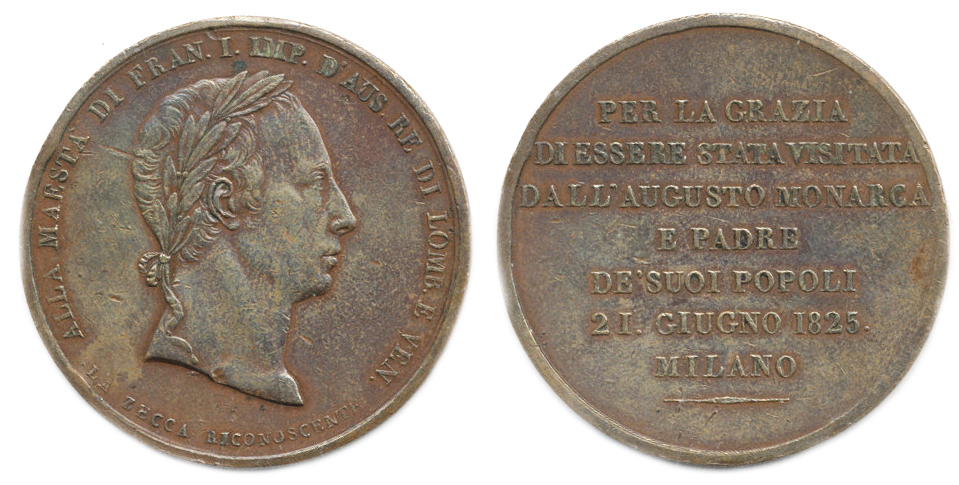 ALLA MAESTÀ DI FRAN. I. IMP. D'AUS. RE DI LOMB. E VEN.
LA ZECCA RICONOSCENTE
PER LA GRAZIA
DI ESSERE STATA VISITATA
DALL'AUGUSTO MONARCA
E PADRE
DE'SUOI POPOLI
21. GIUGNO 1825.
MILANO